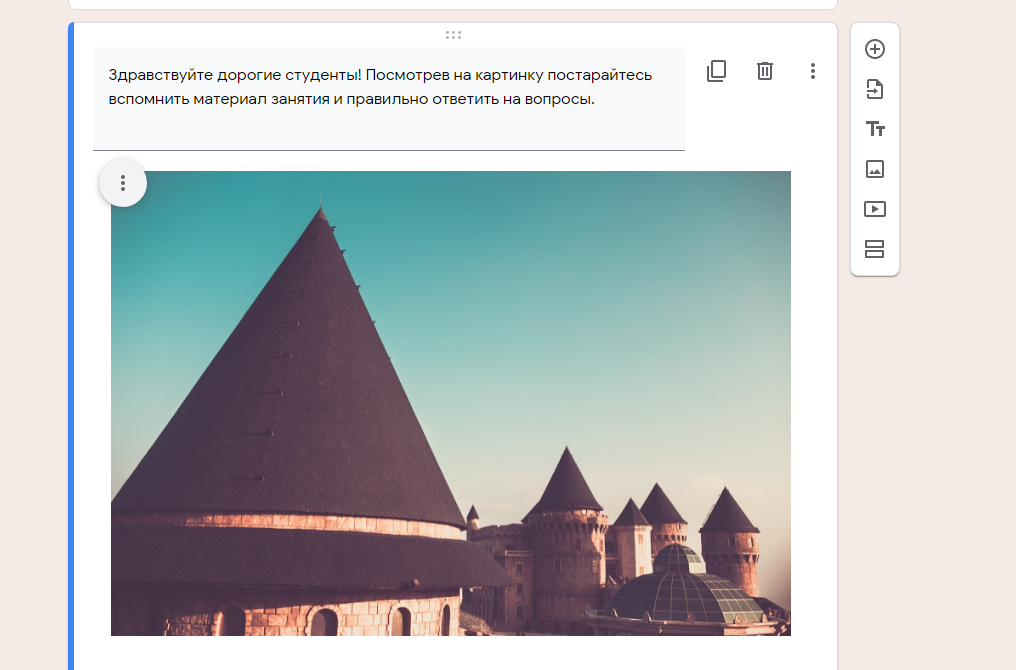 Здравствуйте дорогие студенты! Посмотрев на картинку постарайтесь
вспомнить материал занятия и правильно ответить на вопросы.